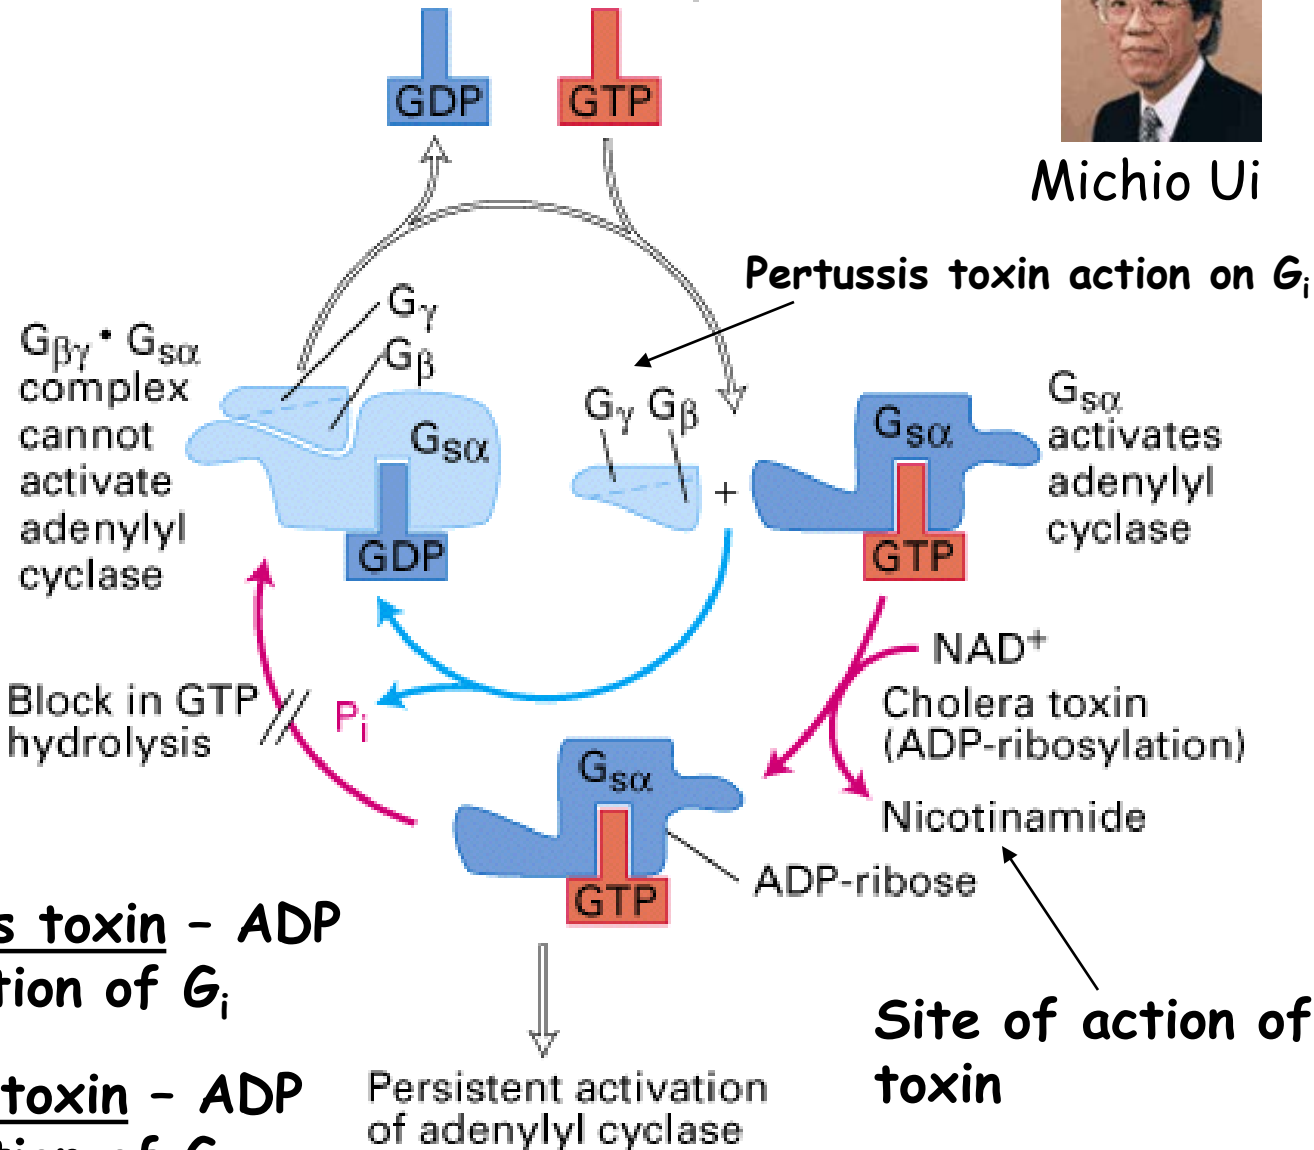 GDP
GTP
Michio Ui
Pertussis toxin action on Gi
Gγ
Gβ
Gβγ • Gsα
complex
cannot
activate
adenylyl
cyclase
Gsα
GDP
Gγ Gβ
+
Gsα
GTP
Gsα
activates
adenylyl
cyclase
NAD+
Cholera toxin
(ADP-ribosylation)
Nicotinamide
Block in GTP
hydrolysis
Pi
Gsα
GTP
ADP-ribose
s toxin – ADP
tion of Gi
toxin – ADP
Site of action of
toxin
Persistent activation
of adenylyl cyclase